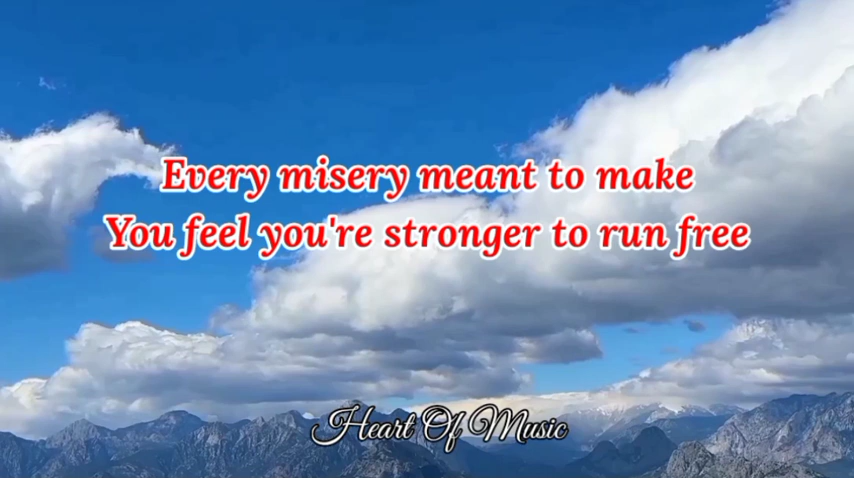 Every misery meant to make
You feel you're stronger to run free
Heart Of Music